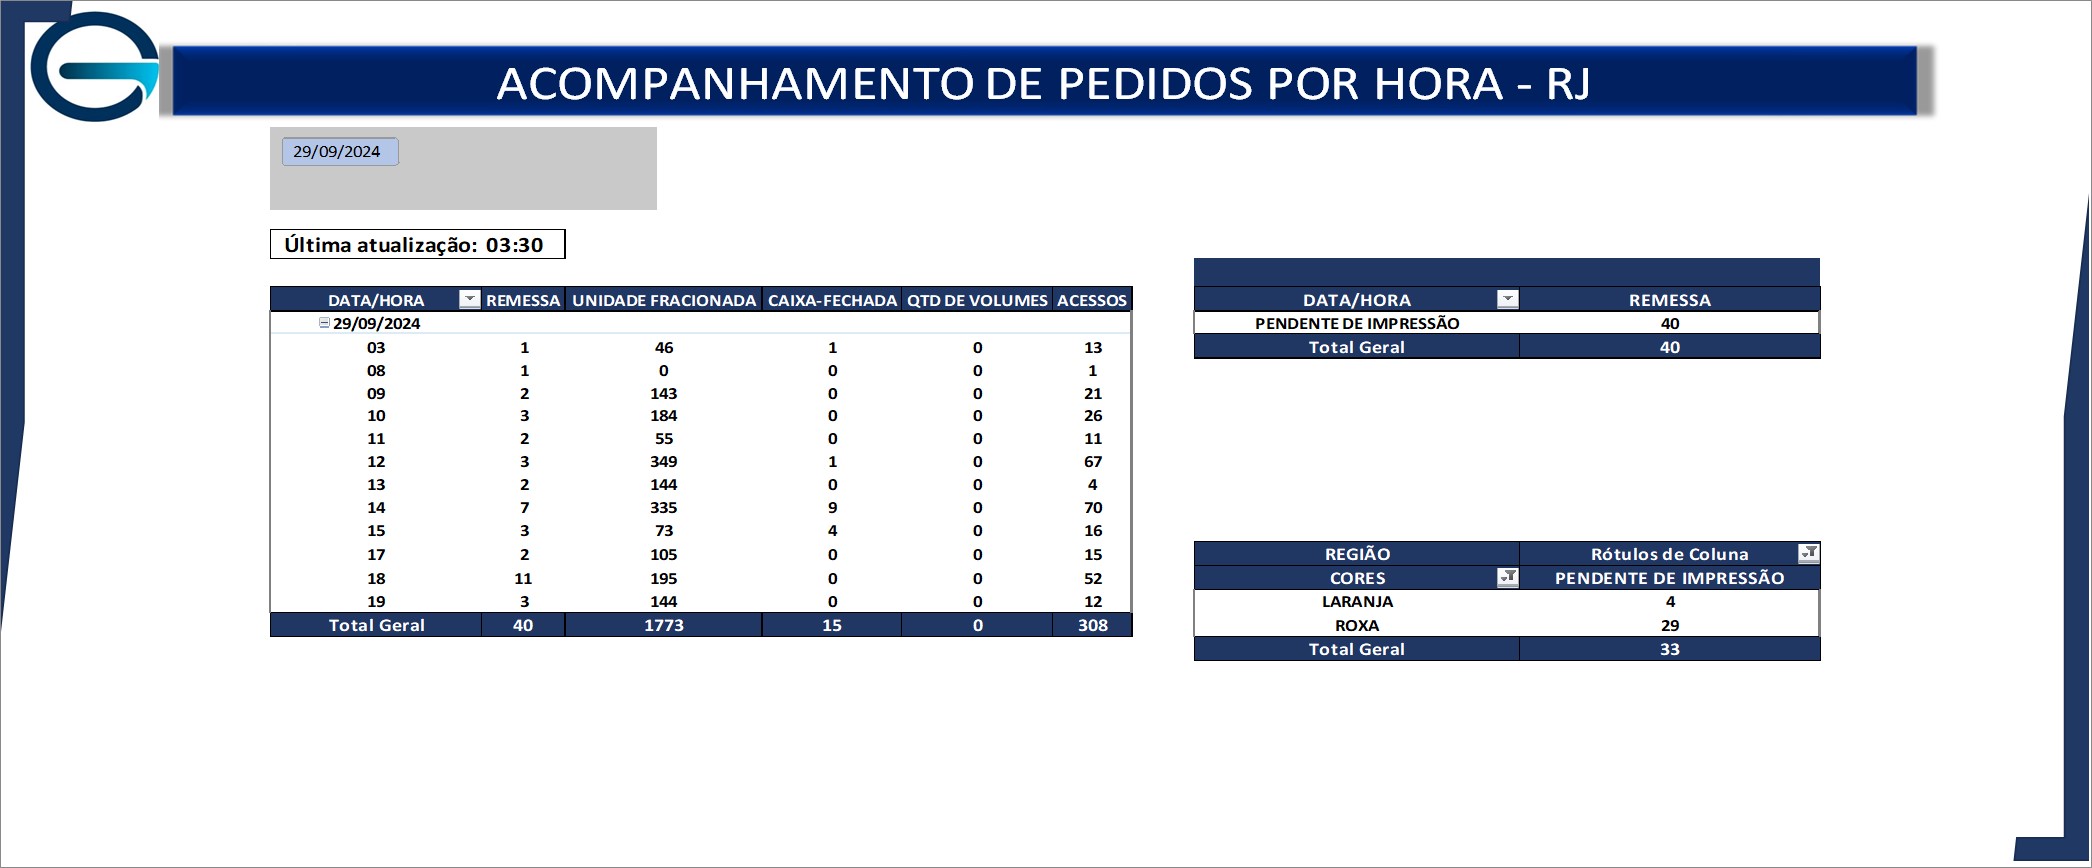 ACOMPANHAMENTO DE PEDIDOS POR HORA - RJ
29/09/2024
Última atualização: 03:30
DATA/HORA REMESSA UNIDADE FRACIONADA CAIXA-FECHADA QTD DE VOLUMES ACESSOS
29/09/2024
03 1 46 1 0 13
08 1 0 0 0 1
09 2 143 0 0 21
10 3 184 0 0 26
11 2 55 0 0 11
12 3 349 1 0 67
13 2 144 0 0 4
14 7 335 9 0 70
15 3 73 4 0 16
17 2 105 0 0 15
18 11 195 0 0 52
19 3 144 0 0 12
Total Geral 40 1773 15 0 308
DATA/HORA REMESSA
PENDENTE DE IMPRESSÃO 40
Total Geral 40
REGIÃO Rótulos de Coluna
CORES PENDENTE DE IMPRESSÃO
LARANJA 4
ROXA 29
Total Geral 33